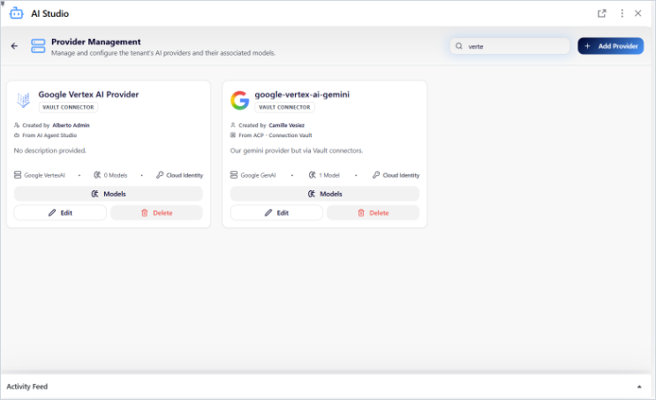 AI Studio
Provider Management
Manage and configure the tenant's AI providers and their associated models.
verte
Add Provider
Google Vertex AI Provider
VAULT CONNECTOR
Created by Alberto Admin
From AI Agent Studio
No description provided.
Google VertexAI • 0 Models • Cloud Identity
Models
Edit
Delete
google-vertex-ai-gemini
VAULT CONNECTOR
Created by Camille Vesiez
From ACP - Connection Vault
Our gemini provider but via Vault connectors.
Google GenAI • 1 Model • Cloud Identity
Models
Edit
Delete
Activity Feed